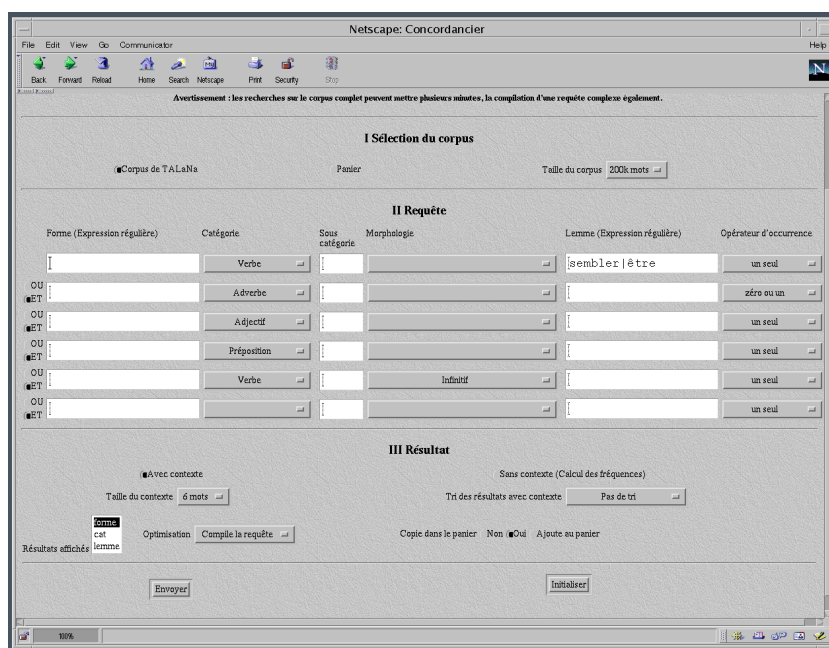 Netscape: Concordancier
File Edit View Go Communicator Help
Back Forward Reload Home Search Netscape Print Security Stop
N
Avertissement : les recherches sur le corpus complet peuvent mettre plusieurs minutes, la compilation d'une requête complexe également.
I Sélection du corpus
Corpus de TALaNa Panier Taille du corpus 200k mots
II Requête
Forme (Expression régulière) Catégorie Sous catégorie Morphologie Lemme (Expression régulière) Opérateur d'occurrence
Verbe sembler|être un seul
OU
ET Adverbe zéro ou un
OU
ET Adjectif un seul
OU
ET Préposition un seul
OU
ET Verbe Infinitif un seul
OU
ET un seul
III Résultat
Avec contexte Sans contexte (Calcul des fréquences)
Taille du contexte 6 mots Tri des résultats avec contexte Pas de tri
Résultats affichés forme cat lemme Optimisation Compile la requête Copie dans le panier Non Oui Ajoute au panier
Envoyer Initialiser
100%